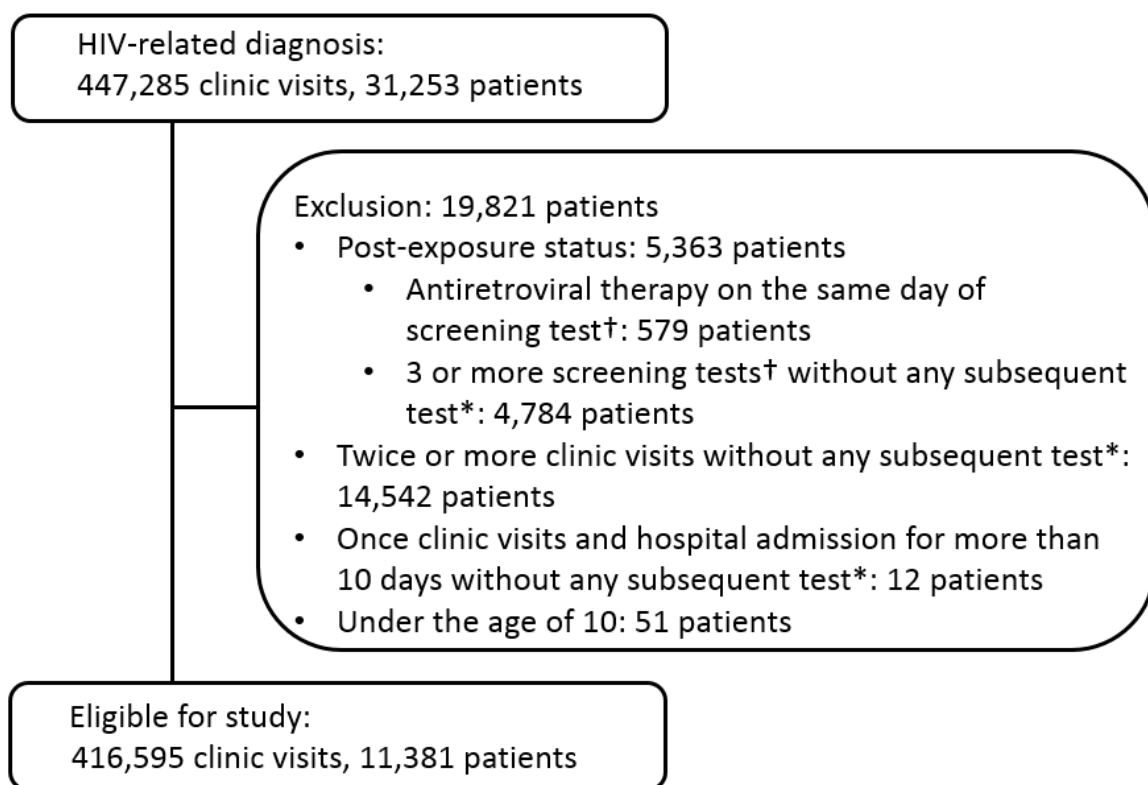 HIV-related diagnosis:
447,285 clinic visits, 31,253 patients
Exclusion: 19,821 patients
• Post-exposure status: 5,363 patients
• Antiretroviral therapy on the same day of
screening test†: 579 patients
• 3 or more screening tests† without any subsequent
test*: 4,784 patients
• Twice or more clinic visits without any subsequent test*:
14,542 patients
• Once clinic visits and hospital admission for more than
10 days without any subsequent test*: 12 patients
• Under the age of 10: 51 patients
Eligible for study:
416,595 clinic visits, 11,381 patients